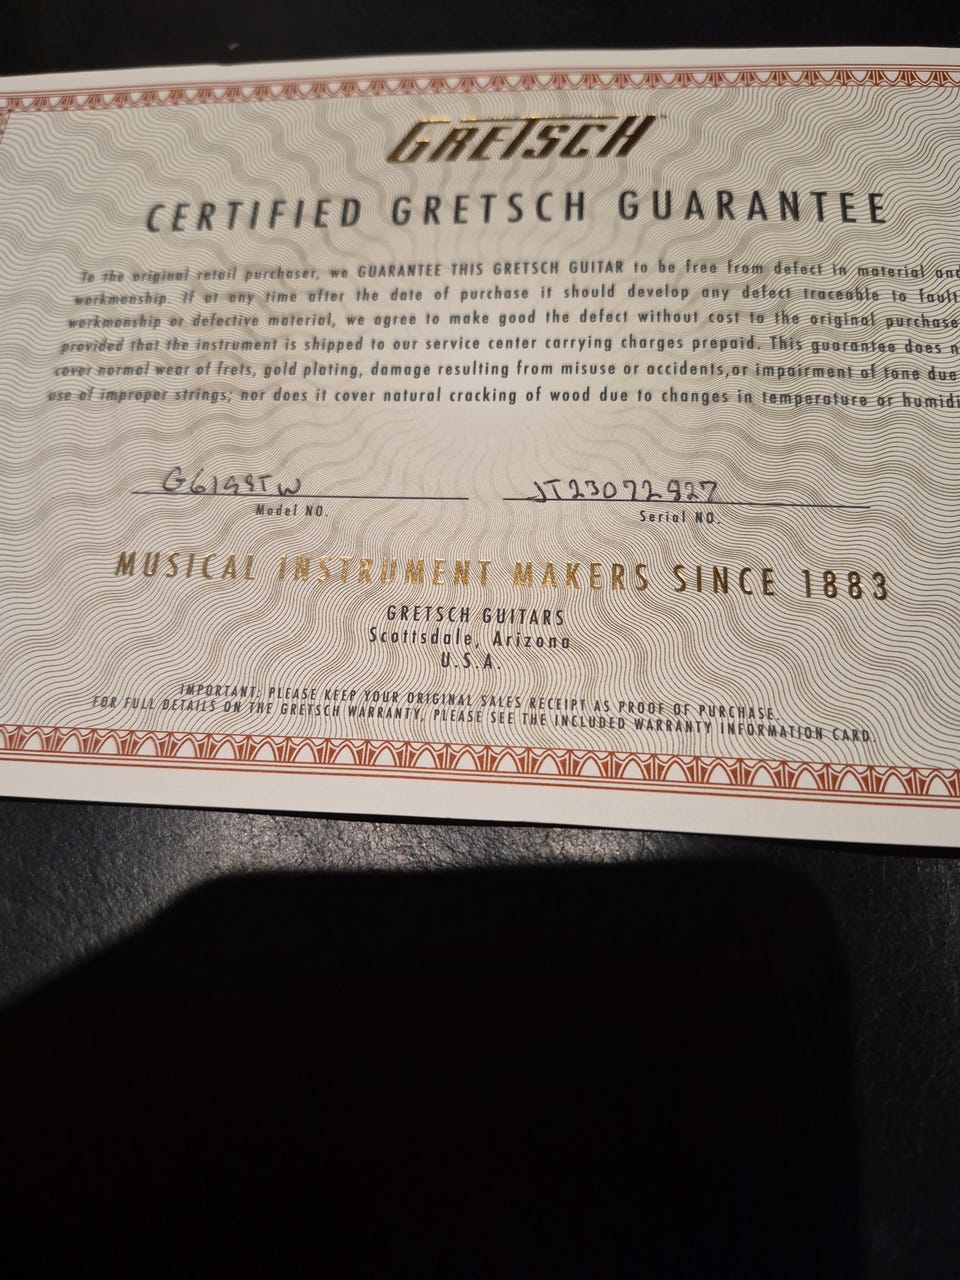 GRETSCH™
CERTIFIED GRETSCH GUARANTEE
To the original retail purchaser, we GUARANTEE THIS GRETSCH GUITAR to be free from defect in material and
workmanship. If at any time after the date of purchase it should develop any defect traceable to fault
workmanship or defective material, we agree to make good the defect without cost to the original purchase
provided that the instrument is shipped to our service center carrying charges prepaid. This guarantee does n
cover normal wear of frets, gold plating, damage resulting from misuse or accidents,or impairment of tone due
use of improper strings; nor does it cover natural cracking of wood due to changes in temperature or humidi
Model NO.
Serial NO.
MUSICAL INSTRUMENT MAKERS SINCE 1883
GRETSCH GUITARS
Scottsdale, Arizona
U.S.A.
IMPORTANT: PLEASE KEEP YOUR ORIGINAL SALES RECEIPT AS PROOF OF PURCHASE.
FOR FULL DETAILS ON THE GRETSCH WARRANTY, PLEASE SEE THE INCLUDED WARRANTY INFORMATION CARD.